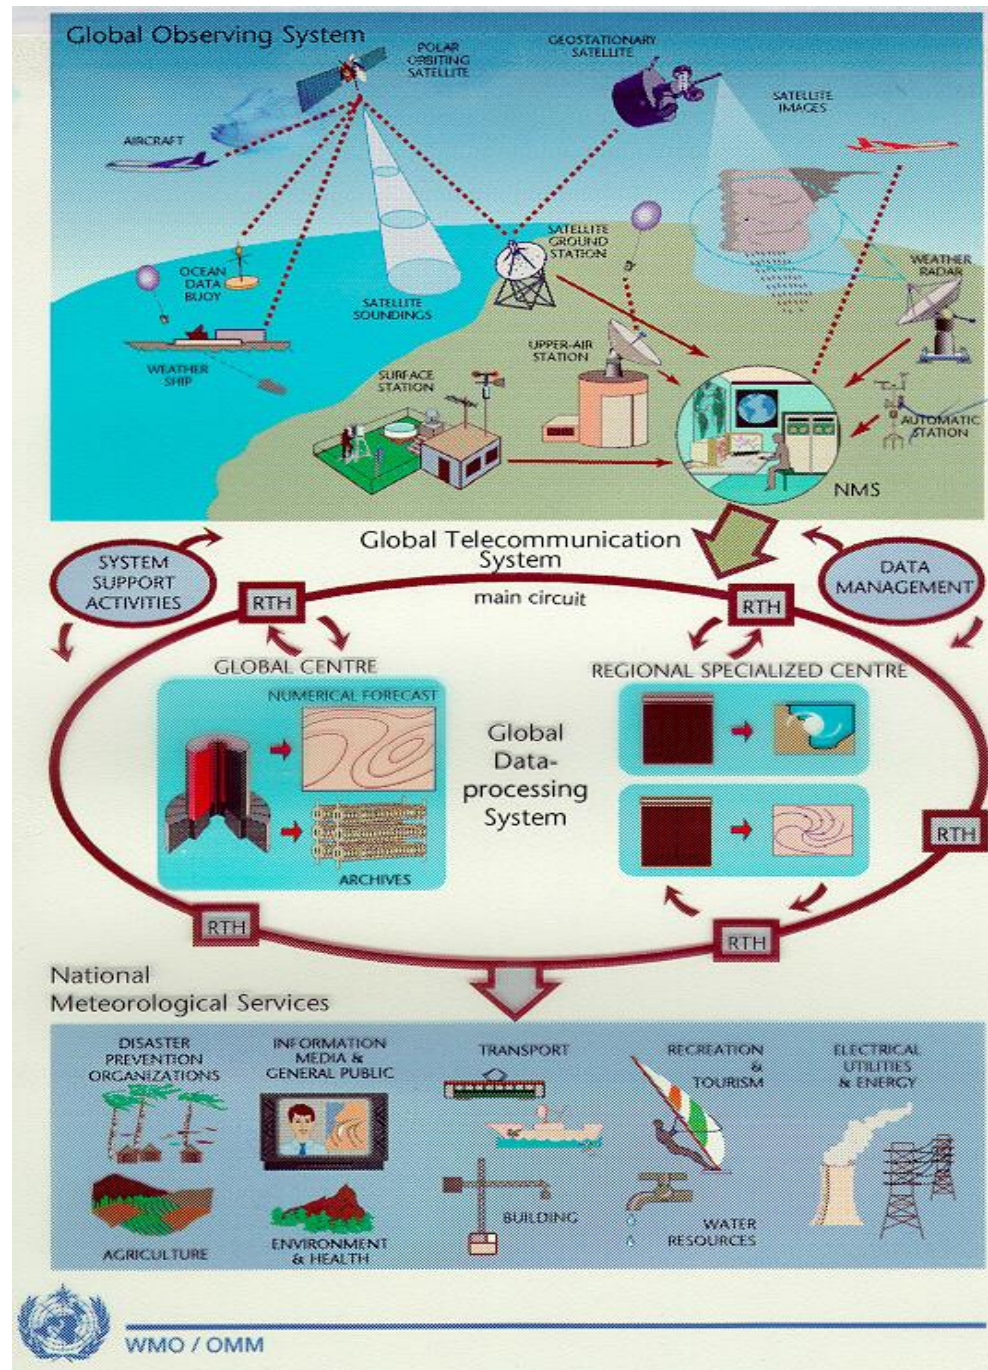 Global Observing System
POLAR
ORBITING
SATELLITE
GEOSTATIONARY
SATELLITE
SATELLITE
IMAGES
AIRCRAFT
OCEAN
DATA
BUOY
SATELLITE
GROUND
STATION
WEATHER
RADAR
SATELLITE
SOUNDINGS
WEATHER
SHIP
UPPER-AIR
STATION
SURFACE
STATION
AUTOMATIC
STATION
NMS
Global Telecommunication
System
SYSTEM
SUPPORT
ACTIVITIES
DATA
MANAGEMENT
RTH
main circuit
RTH
GLOBAL CENTRE
REGIONAL SPECIALIZED CENTRE
NUMERICAL FORECAST
Global
Data-
processing
System
ARCHIVES
RTH
RTH
RTH
National
Meteorological Services
DISASTER
PREVENTION
ORGANIZATIONS
INFORMATION
MEDIA &
GENERAL PUBLIC
TRANSPORT
RECREATION
&
TOURISM
ELECTRICAL
UTILITIES
& ENERGY
AGRICULTURE
ENVIRONMENT
& HEALTH
BUILDING
WATER
RESOURCES
WMO / OMM